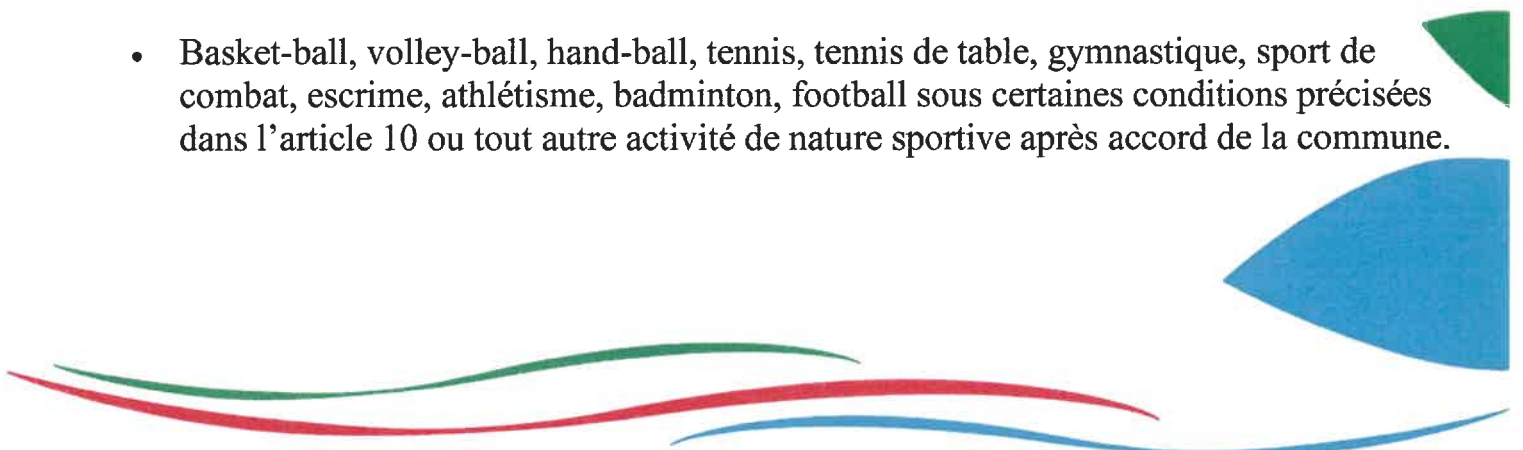 • Basket-ball, volley-ball, hand-ball, tennis, tennis de table, gymnastique, sport de
combat, escrime, athlétisme, badminton, football sous certaines conditions précisées
dans l'article 10 ou tout autre activité de nature sportive après accord de la commune.